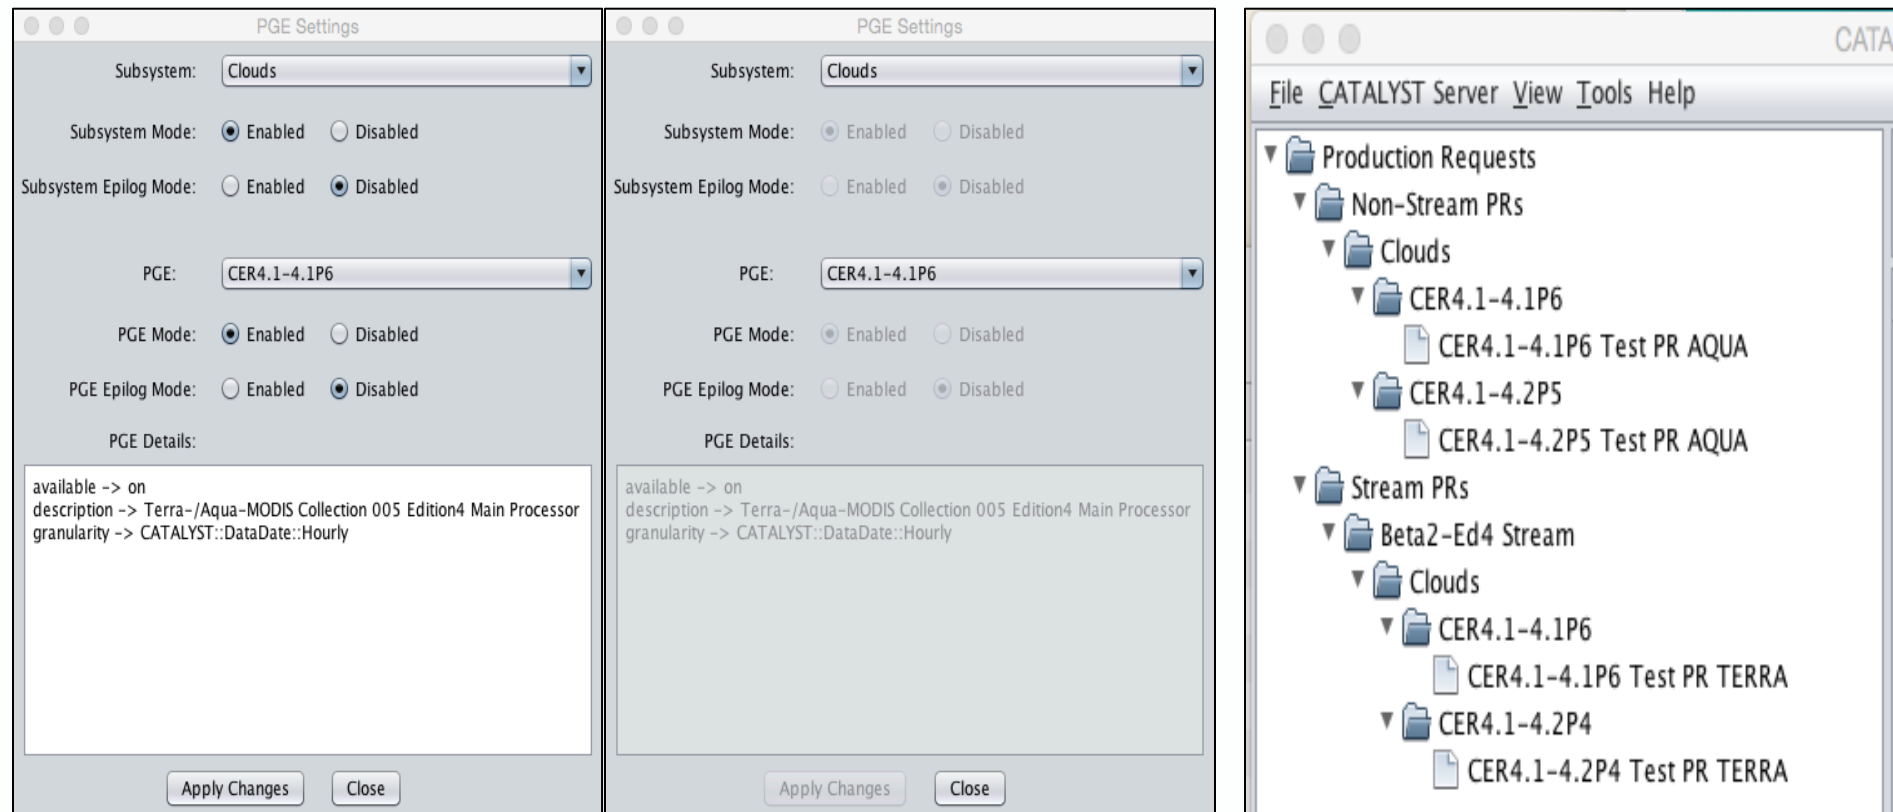 PGE Settings
Subsystem: Clouds
Subsystem Mode: Enabled Disabled
Subsystem Epilog Mode: Enabled Disabled
PGE: CER4.1-4.1P6
PGE Mode: Enabled Disabled
PGE Epilog Mode: Enabled Disabled
PGE Details:
available -> on
description -> Terra-/Aqua-MODIS Collection 005 Edition4 Main Processor
granularity -> CATALYST::DataDate::Hourly
Apply Changes Close
PGE Settings
Subsystem: Clouds
Subsystem Mode: Enabled Disabled
Subsystem Epilog Mode: Enabled Disabled
PGE: CER4.1-4.1P6
PGE Mode: Enabled Disabled
PGE Epilog Mode: Enabled Disabled
PGE Details:
available -> on
description -> Terra-/Aqua-MODIS Collection 005 Edition4 Main Processor
granularity -> CATALYST::DataDate::Hourly
Apply Changes Close
CATA
File CATALYST Server View Tools Help
Production Requests
Non-Stream PRs
Clouds
CER4.1-4.1P6
CER4.1-4.1P6 Test PR AQUA
CER4.1-4.2P5
CER4.1-4.2P5 Test PR AQUA
Stream PRs
Beta2-Ed4 Stream
Clouds
CER4.1-4.1P6
CER4.1-4.1P6 Test PR TERRA
CER4.1-4.2P4
CER4.1-4.2P4 Test PR TERRA